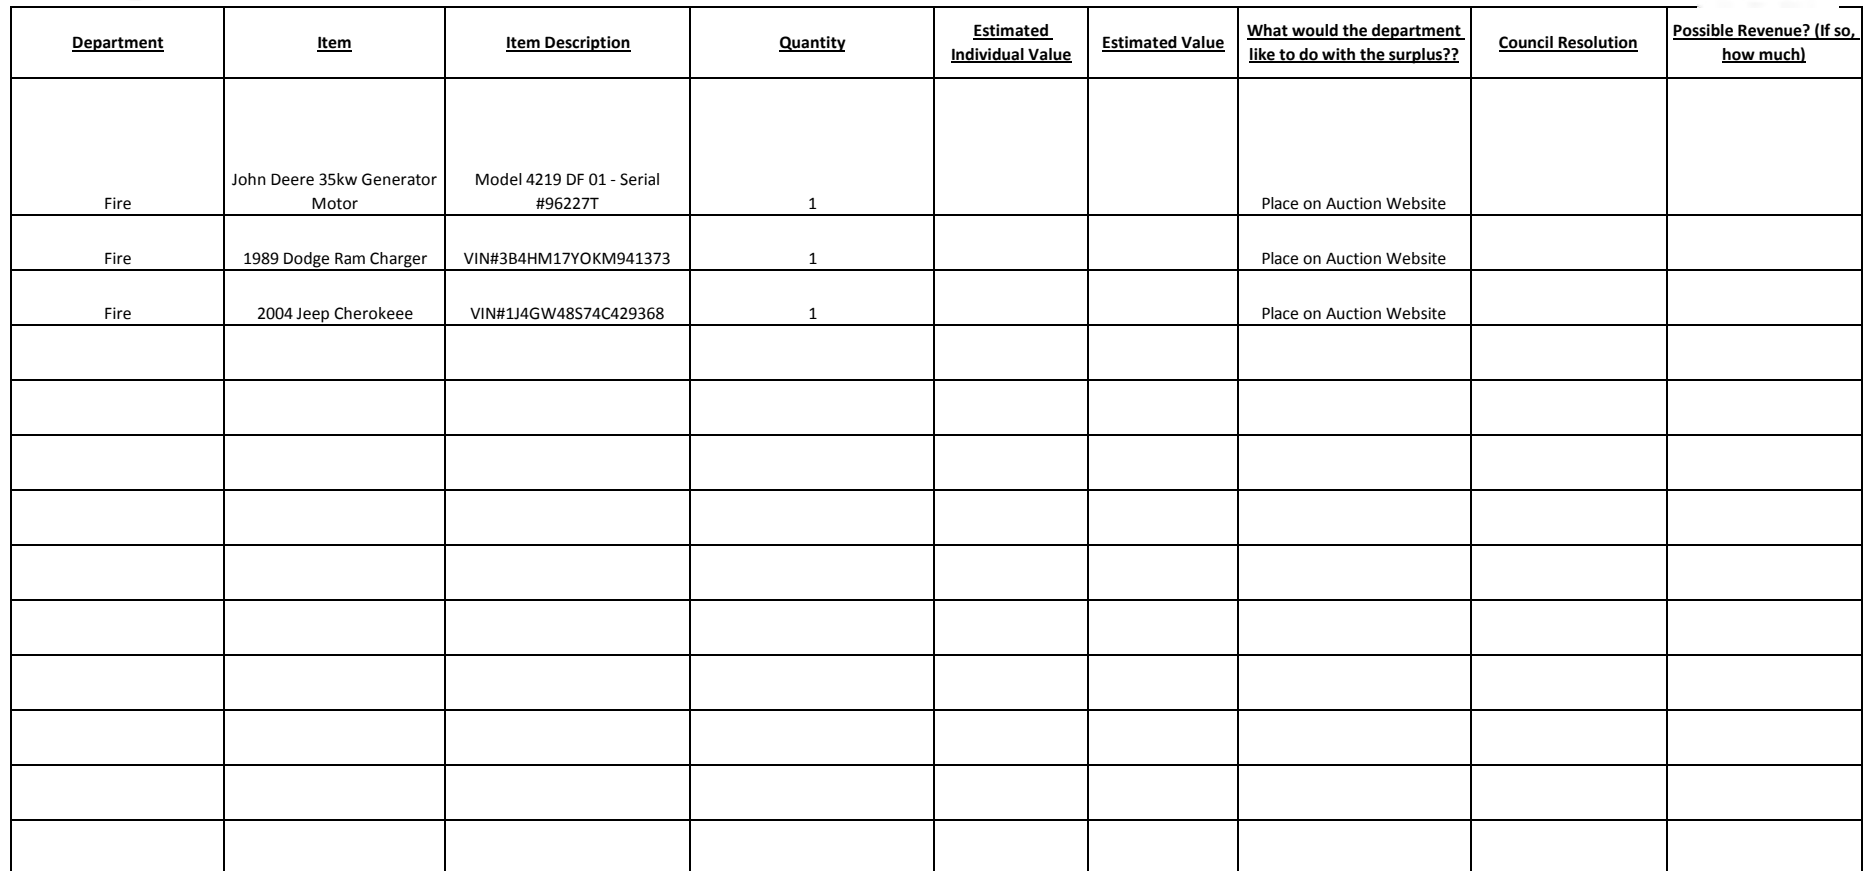 Department
Item
Item Description
Quantity
Estimated
Individual Value
Estimated Value
What would the department
like to do with the surplus??
Council Resolution
Possible Revenue? (If so,
how much)
Fire
John Deere 35kw Generator
Motor
Model 4219 DF 01 - Serial
#96227T
1
Place on Auction Website
Fire
1989 Dodge Ram Charger
VIN#3B4HM17YOKM941373
1
Place on Auction Website
Fire
2004 Jeep Cherokeee
VIN#1J4GW48S74C429368
1
Place on Auction Website